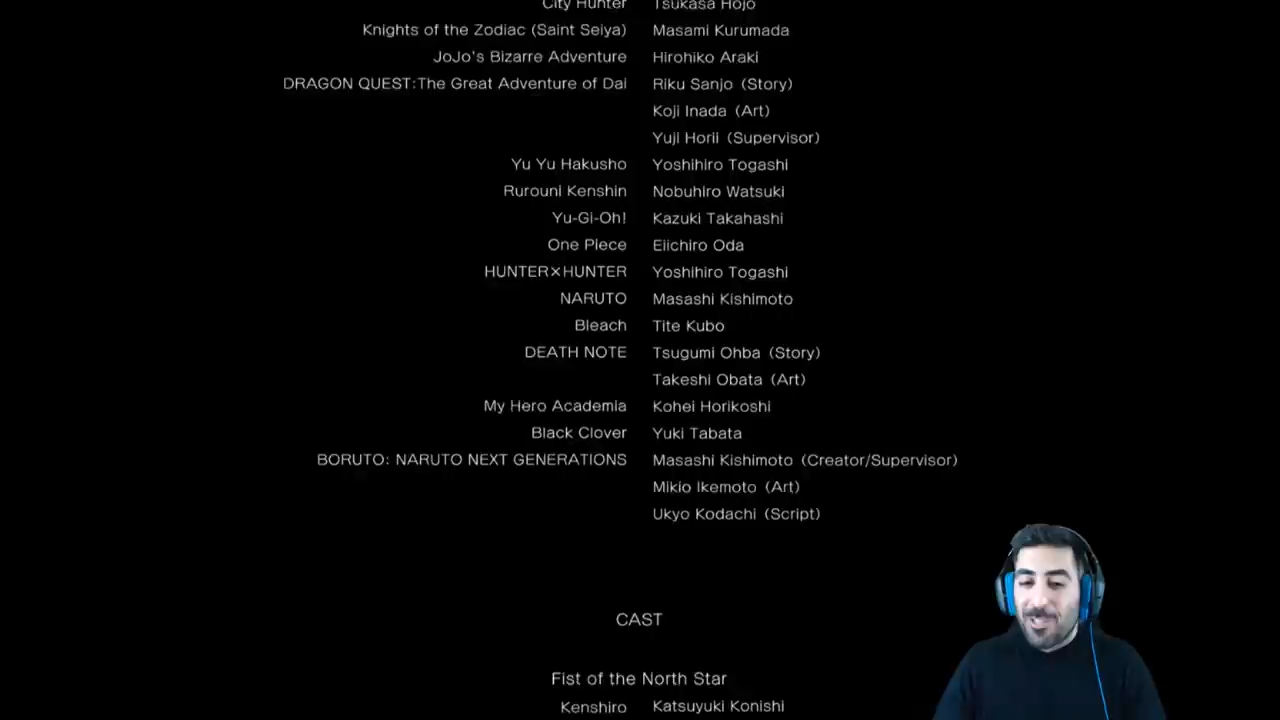 City Hunter Tsukasa Hojo
Knights of the Zodiac (Saint Seiya) Masami Kurumada
JoJo's Bizarre Adventure Hirohiko Araki
DRAGON QUEST:The Great Adventure of Dai Riku Sanjo (Story)
Koji Inada (Art)
Yuji Horii (Supervisor)
Yu Yu Hakusho Yoshihiro Togashi
Rurouni Kenshin Nobuhiro Watsuki
Yu-Gi-Oh! Kazuki Takahashi
One Piece Eiichiro Oda
HUNTER×HUNTER Yoshihiro Togashi
NARUTO Masashi Kishimoto
Bleach Tite Kubo
DEATH NOTE Tsugumi Ohba (Story)
Takeshi Obata (Art)
My Hero Academia Kohei Horikoshi
Black Clover Yuki Tabata
BORUTO: NARUTO NEXT GENERATIONS Masashi Kishimoto (Creator/Supervisor)
Mikio Ikemoto (Art)
Ukyo Kodachi (Script)
CAST
Fist of the North Star
Kenshiro Katsuyuki Konishi